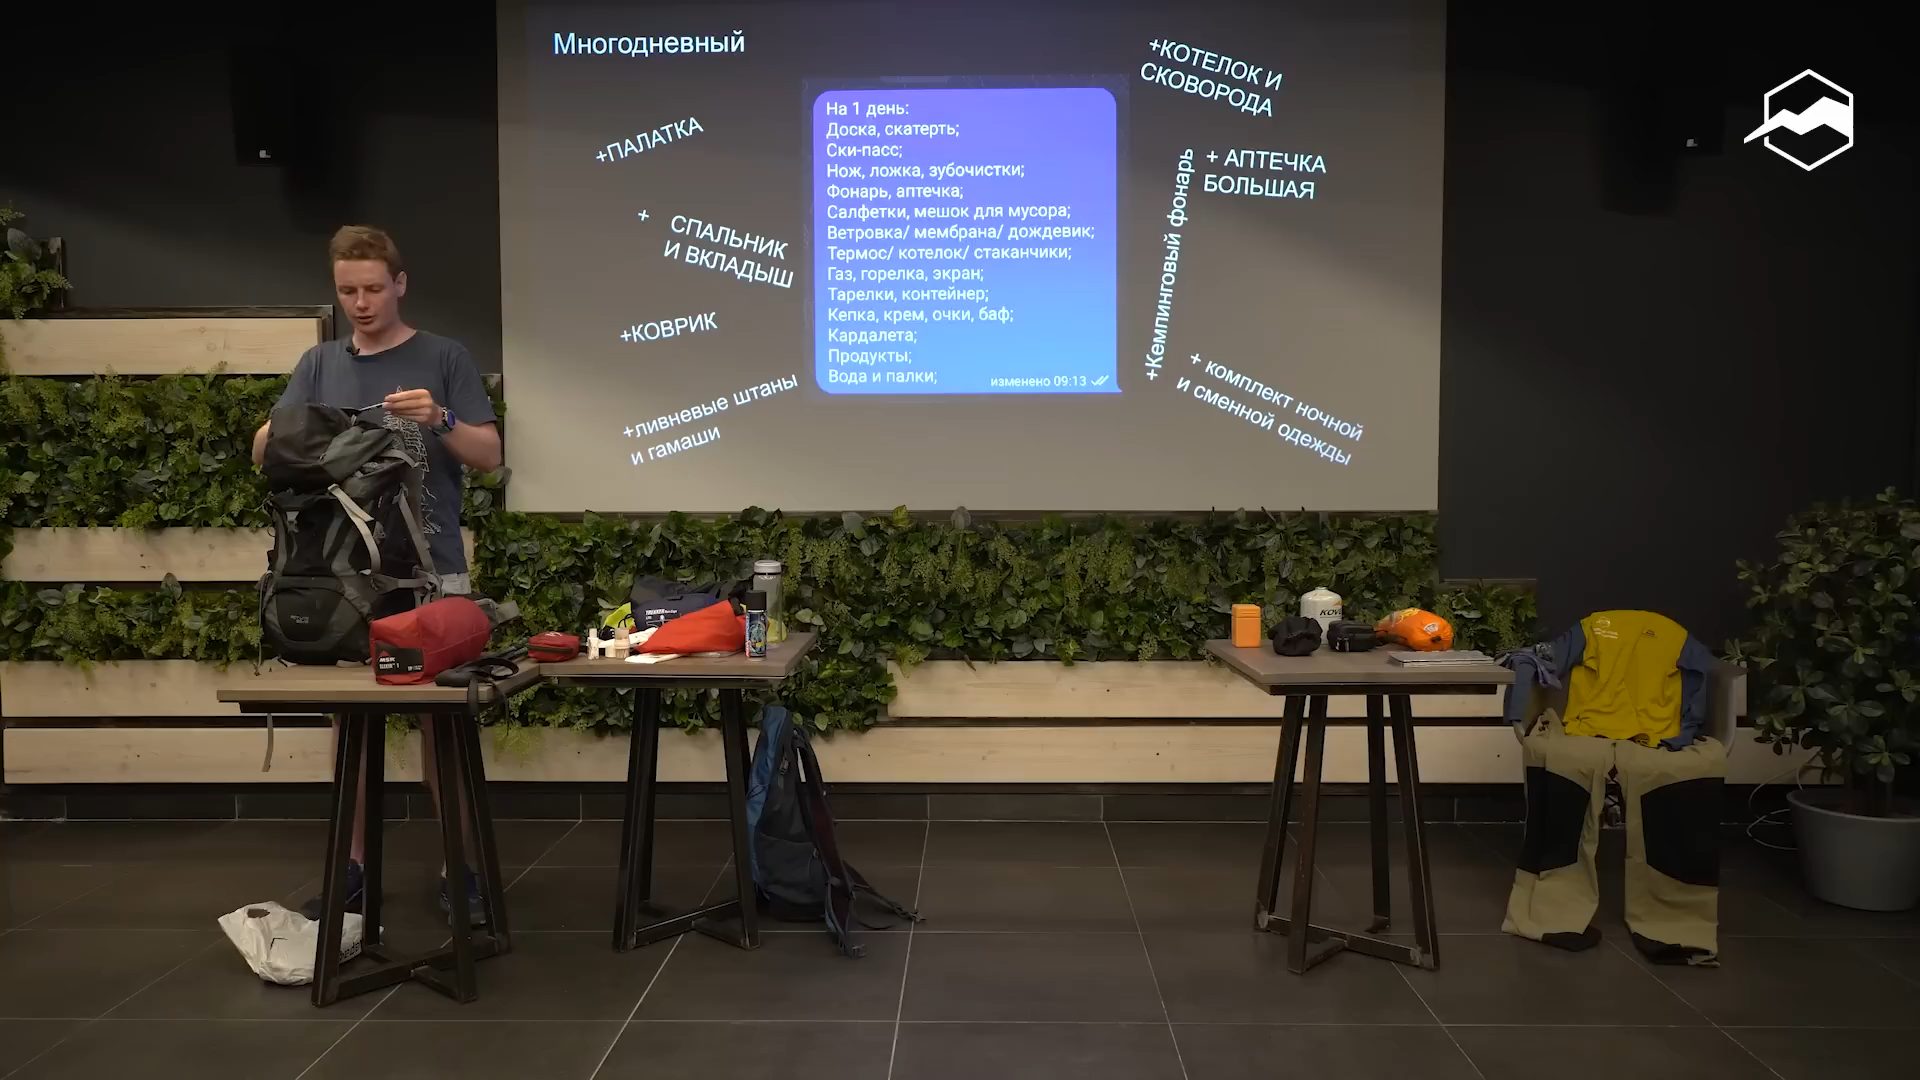 Многодневный
+ПАЛАТКА
+ СПАЛЬНИК
И ВКЛАДЫШ
+КОВРИК
+ливневые штаны
и гамаши
На 1 день:
Доска, скатерть;
Ски-пасс;
Нож, ложка, зубочистки;
Фонарь, аптечка;
Салфетки, мешок для мусора;
Ветровка/ мембрана/ дождевик;
Термос/ котелок/ стаканчики;
Газ, горелка, экран;
Тарелки, контейнер;
Кепка, крем, очки, баф;
Кардалета;
Продукты;
Вода и палки;
изменено 09:13
+КОТЕЛОК И
СКОВОРОДА
+ АПТЕЧКА
БОЛЬШАЯ
+Кемпинговый фонарь
+ комплект ночной
и сменной одежды
MSR